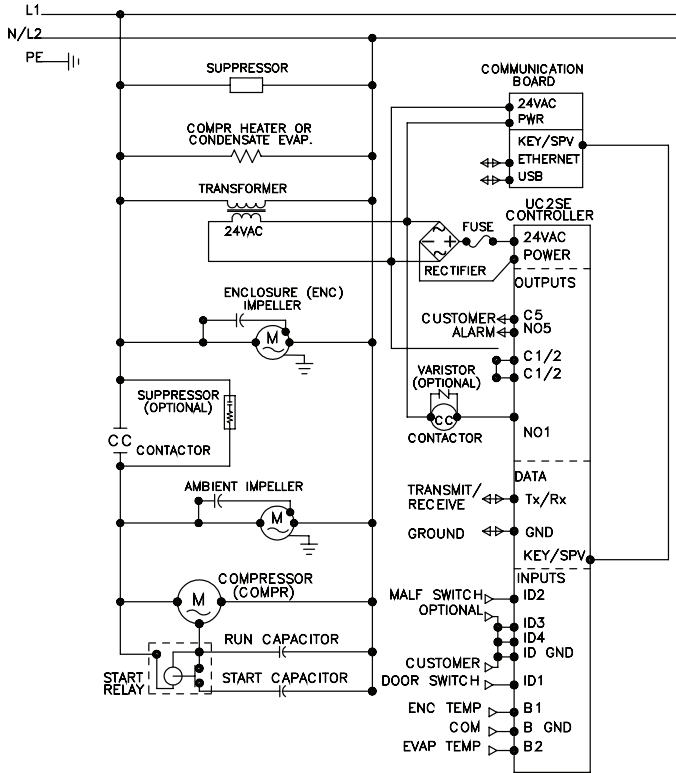 L1
N/L2
PE
SUPPRESSOR
COMPR HEATER OR
CONDENSATE EVAP.
TRANSFORMER
24VAC
COMMUNICATION
BOARD
24VAC
PWR
KEY/SPV
ETHERNET
USB
UC2SE
CONTROLLER
FUSE
24VAC
POWER
RECTIFIER
OUTPUTS
ENCLOSURE (ENC)
IMPELLER
M
CUSTOMER
ALARM
C5
NO5
C1/2
C1/2
VARISTOR
(OPTIONAL)
CC
CONTACTOR
NO1
SUPPRESSOR
(OPTIONAL)
CC
CONTACTOR
AMBIENT IMPELLER
M
DATA
TRANSMIT/
RECEIVE
Tx/Rx
GROUND
GND
KEY/SPV
COMPRESSOR
(COMPR)
M
RUN CAPACITOR
START
RELAY
START CAPACITOR
INPUTS
MALF SWITCH
ID2
OPTIONAL
ID3
ID4
ID GND
CUSTOMER
DOOR SWITCH
ID1
ENC TEMP
B1
COM
B GND
EVAP TEMP
B2